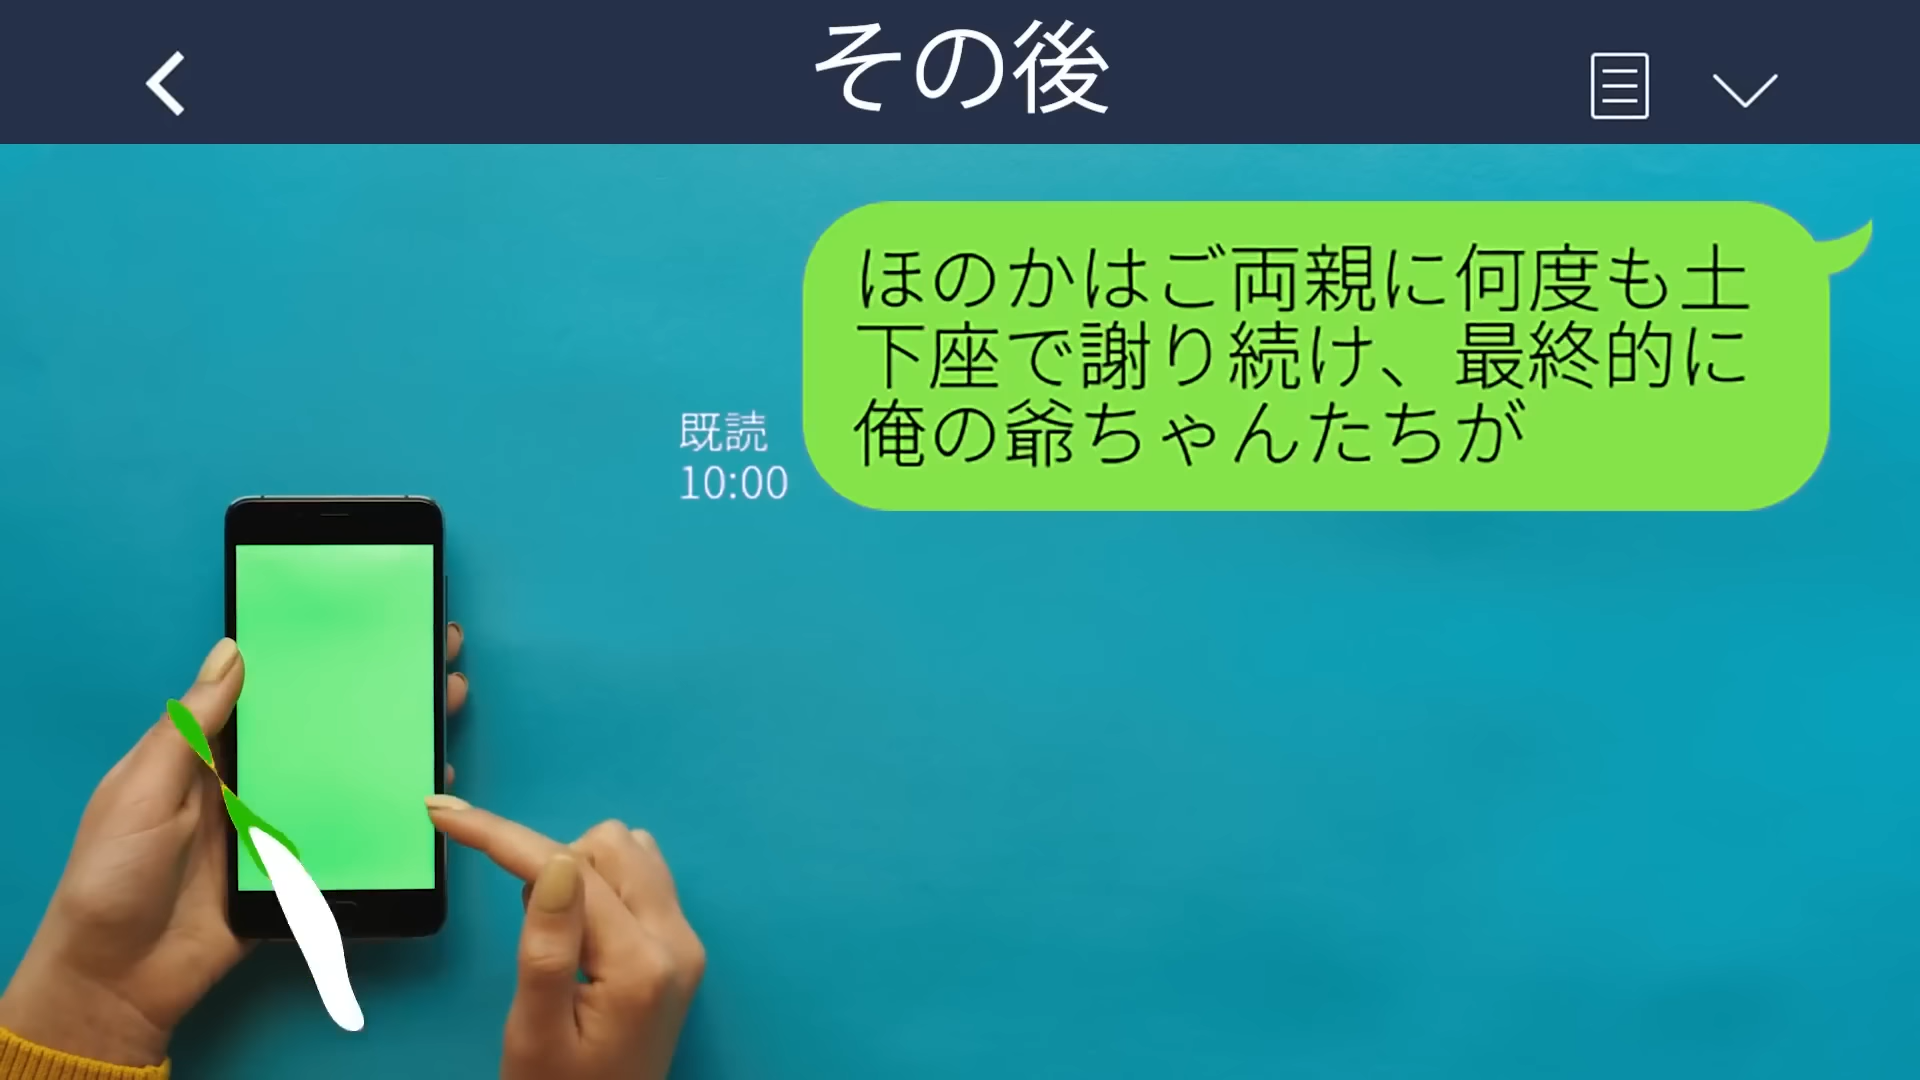 その後
ほのかはご両親に何度も土
下座で謝り続け、最終的に
俺の爺ちゃんたちが
既読
10:00